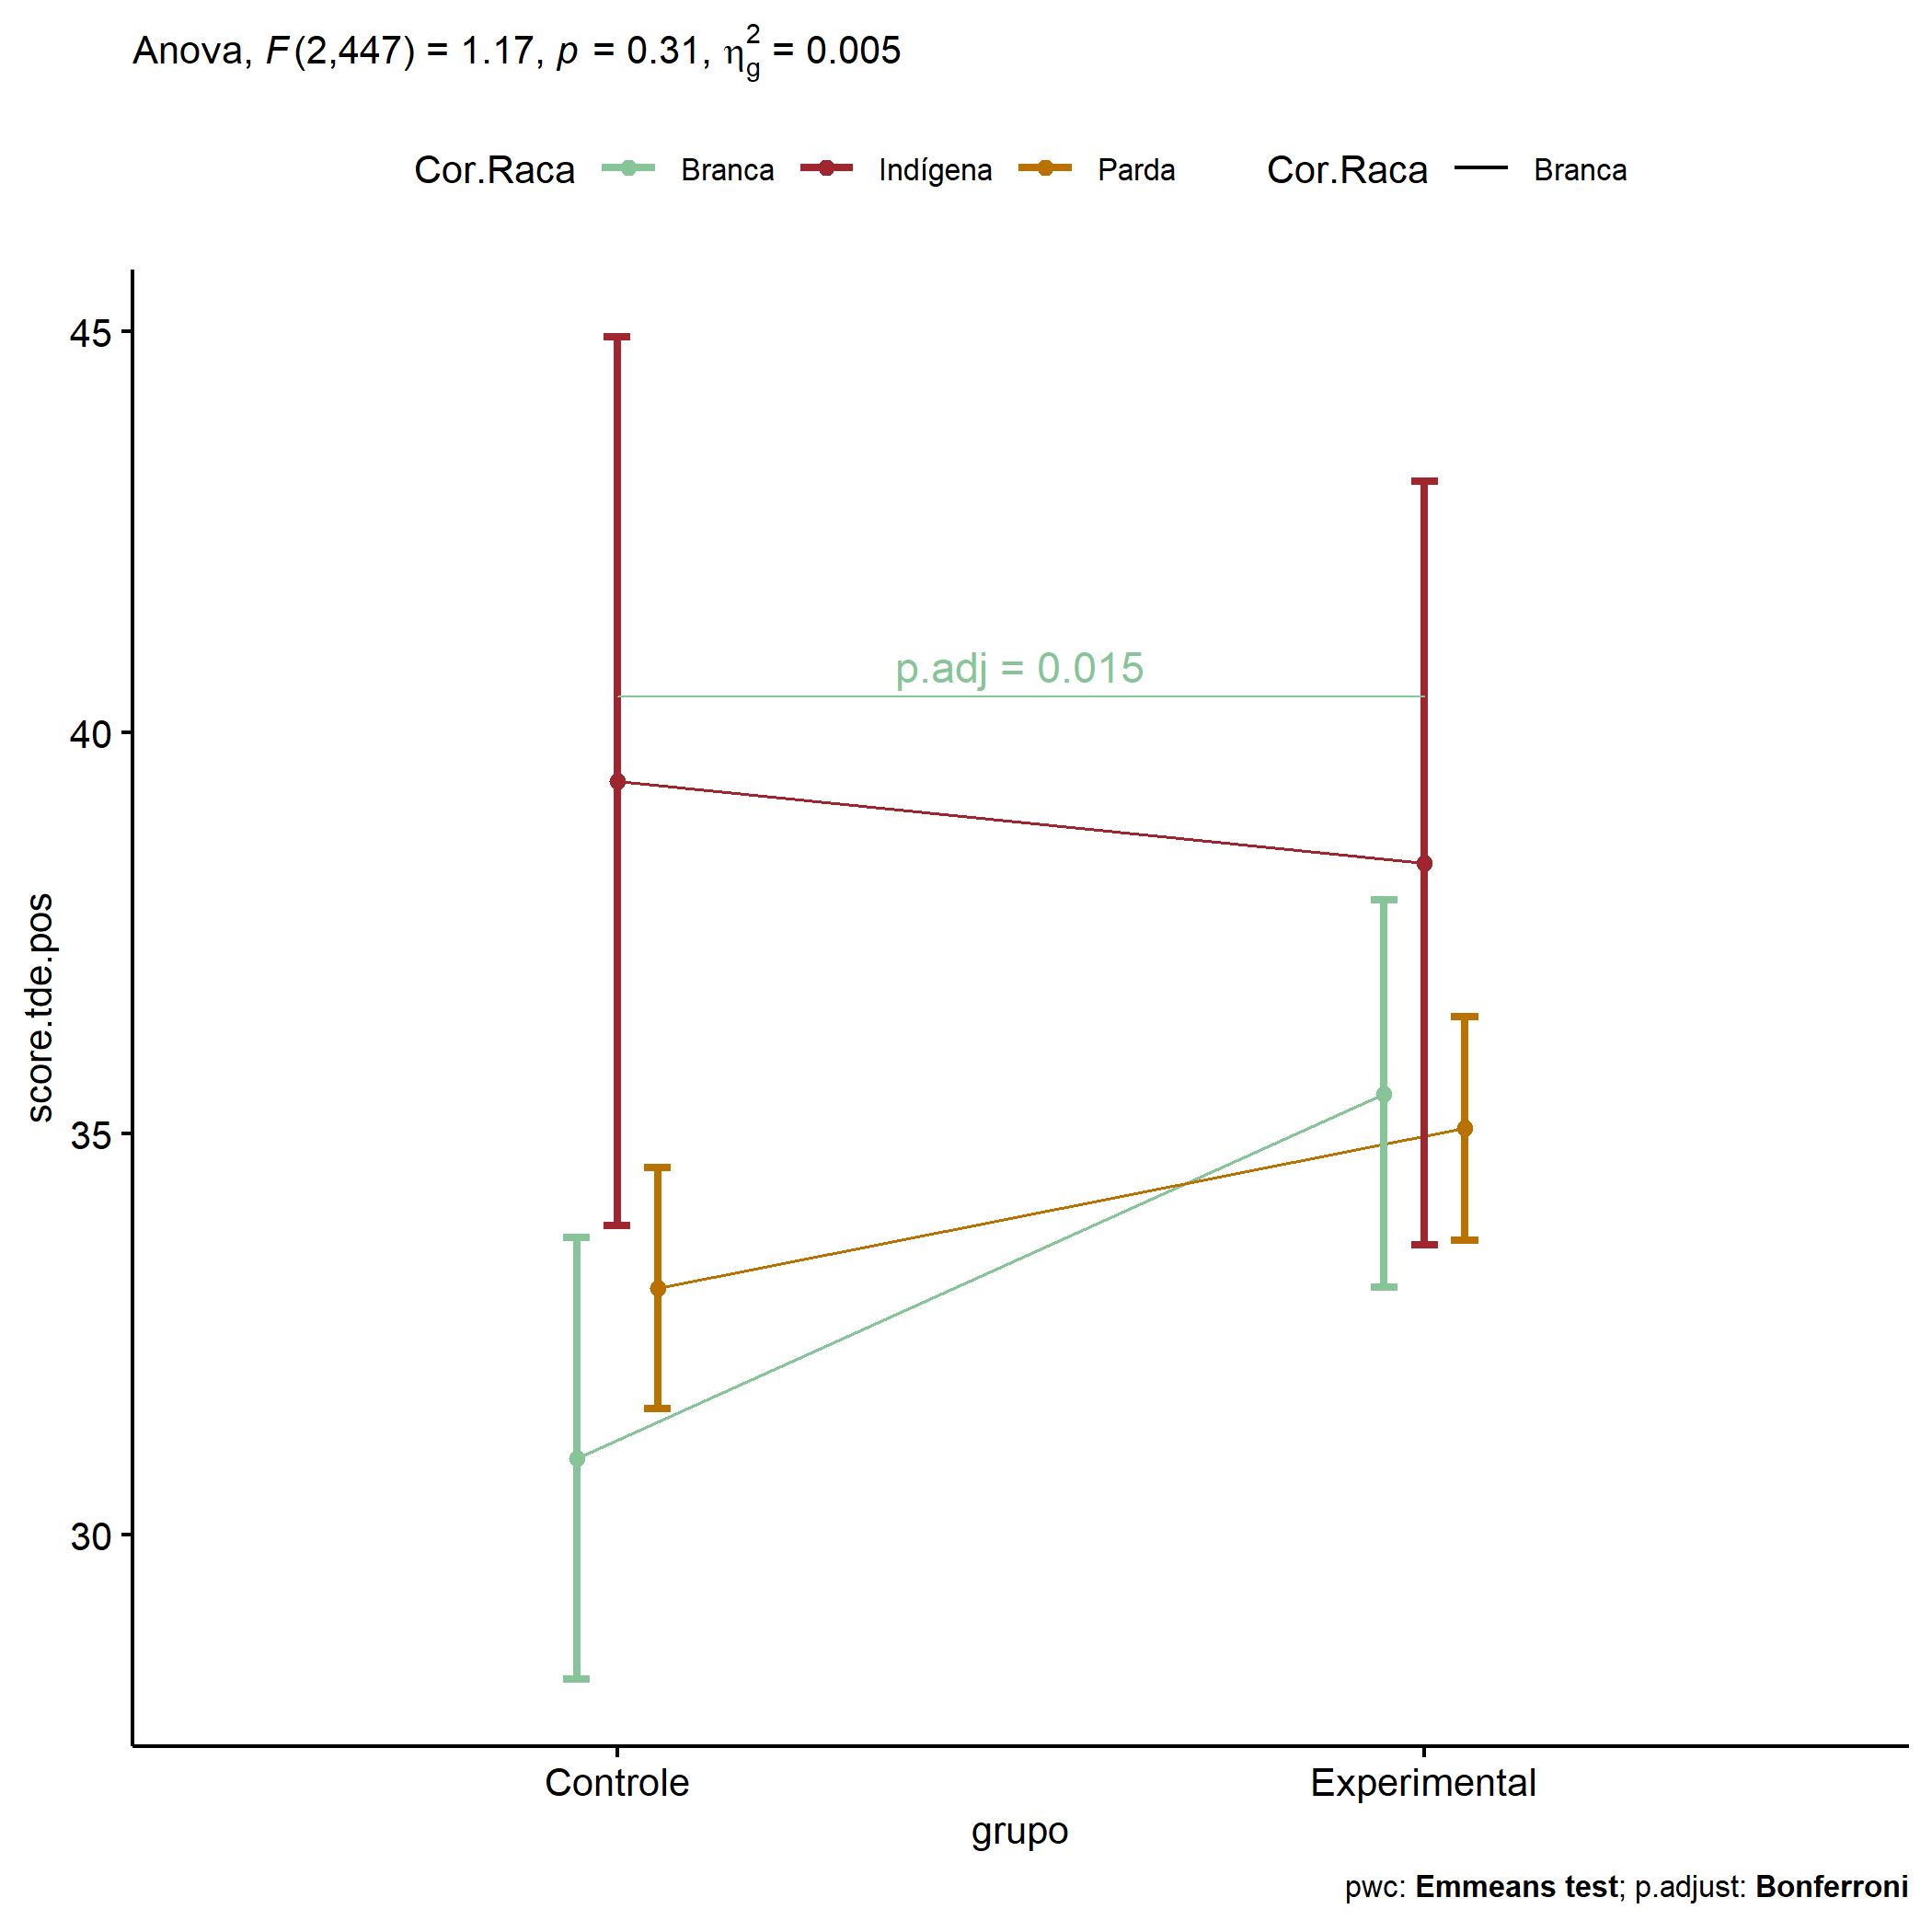 Anova, F(2,447) = 1.17, p = 0.31, η²g = 0.005
Cor.Raca Branca Indígena Parda Cor.Raca Branca
45
40
35
30
p.adj = 0.015
score.tde.pos
Controle Experimental
grupo
pwc: Emmeans test; p.adjust: Bonferroni